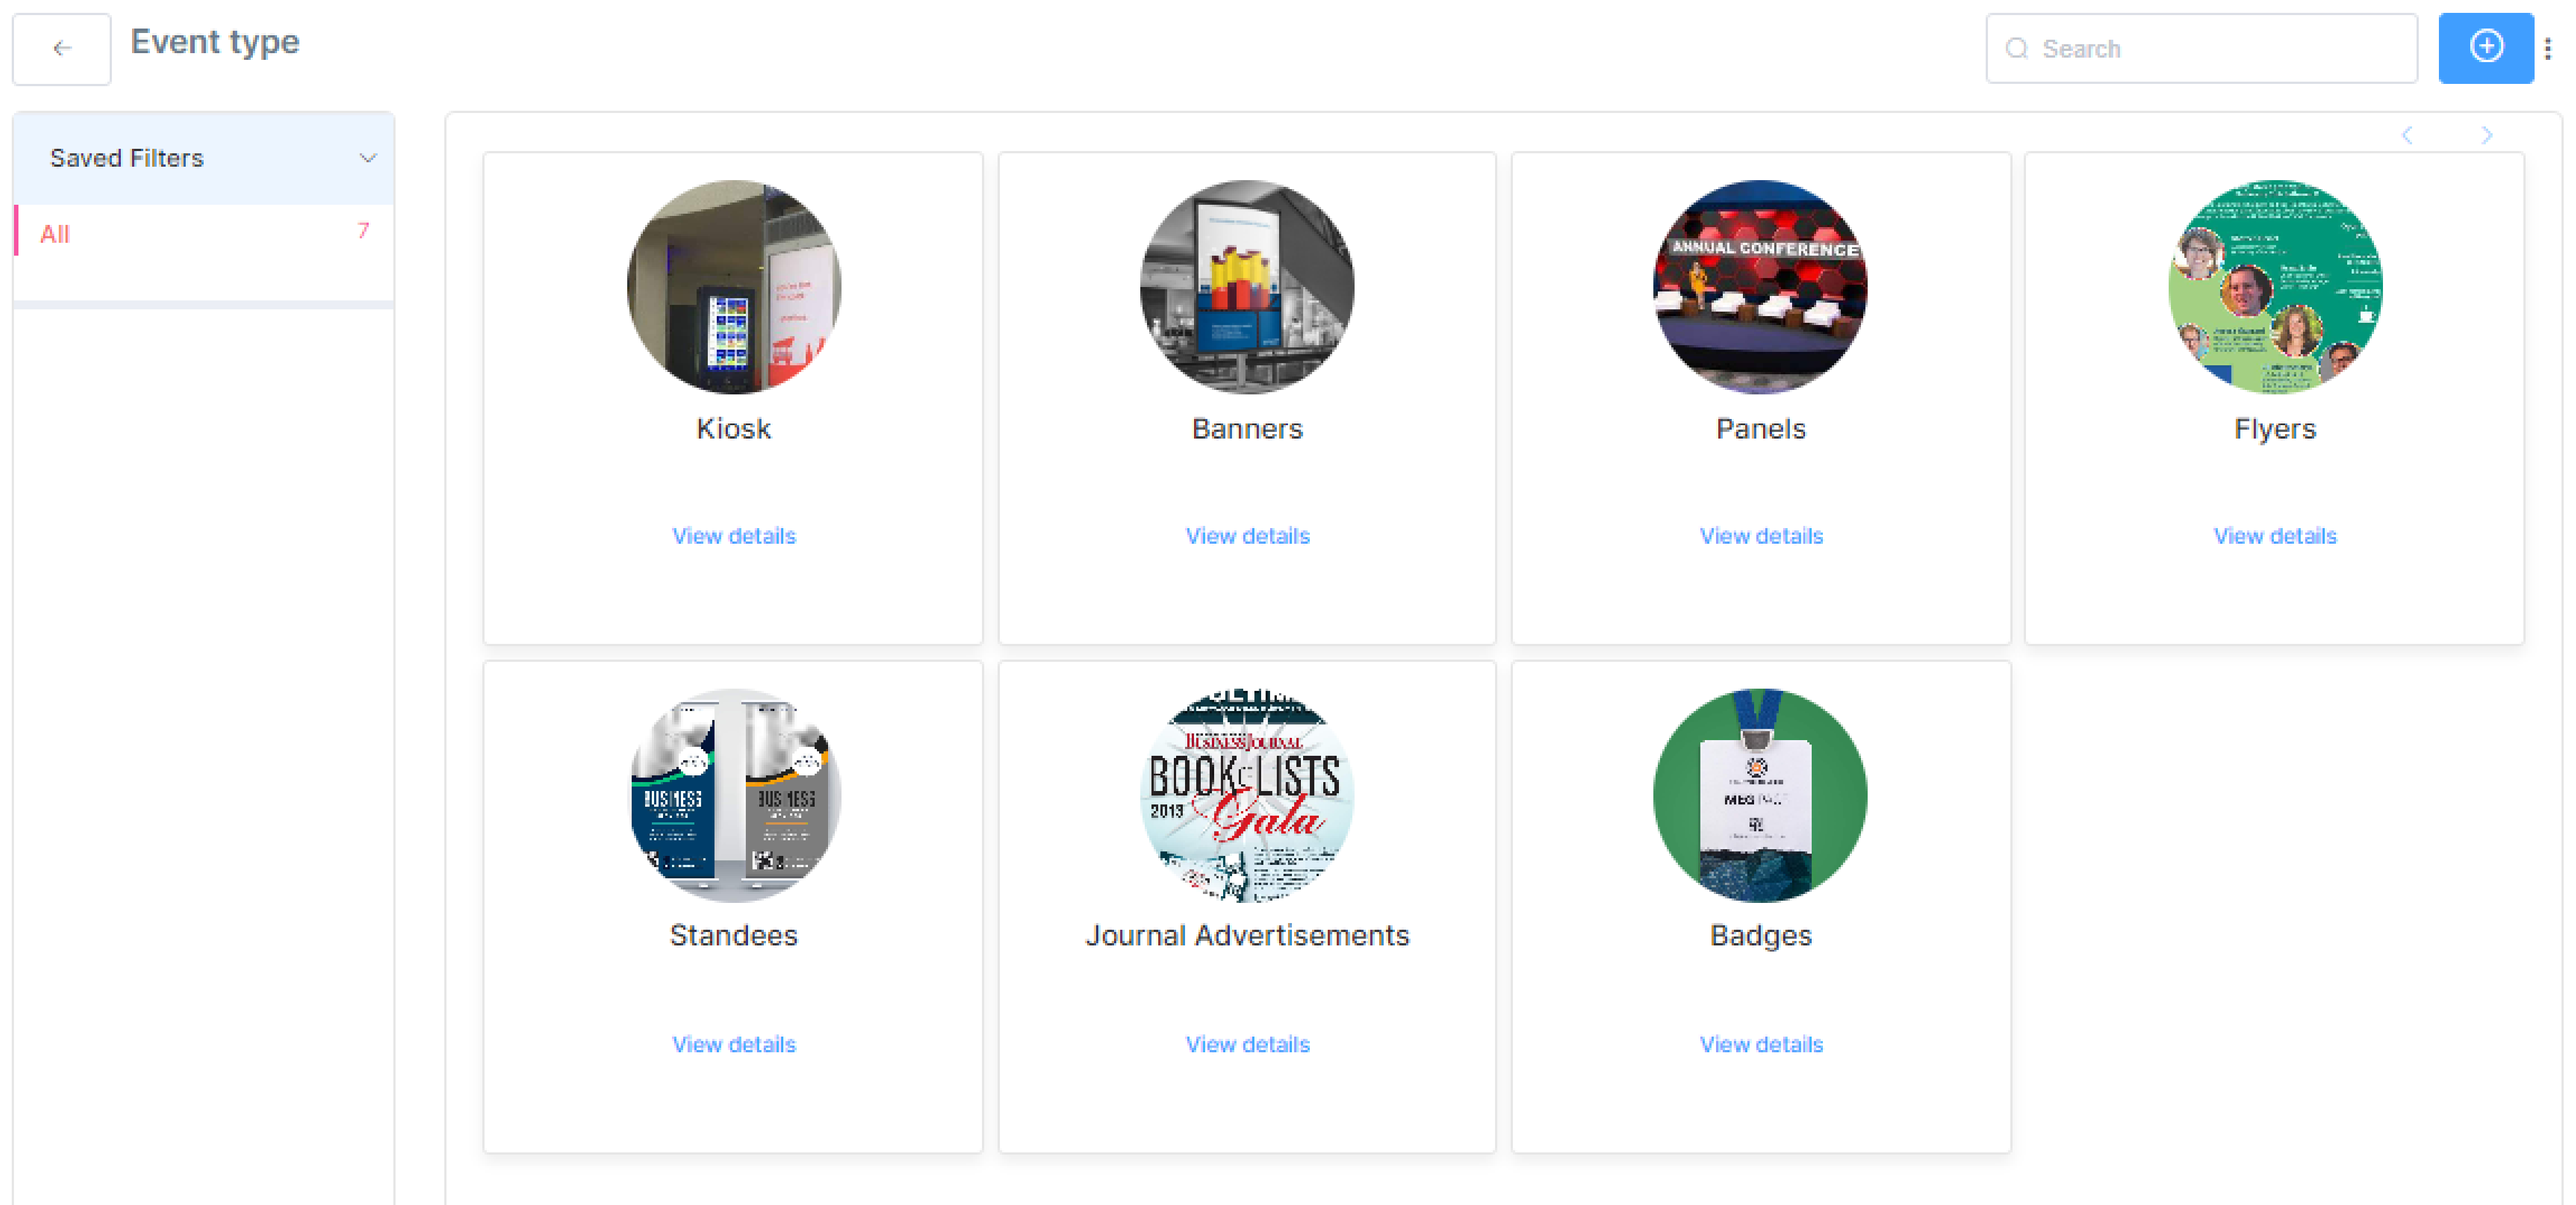 Event type
Search
Saved Filters
All 7
ANNUAL CONFERENCE
Kiosk
Banners
Panels
Flyers
View details
View details
View details
View details
BUSINESS
BUSINESS
BUSINESS JOURNAL
BOOK OF LISTS
2013
Gala
MEG
Standees
Journal Advertisements
Badges
View details
View details
View details